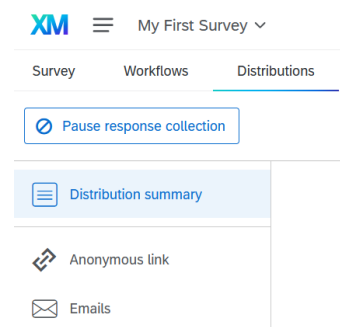 XM My First Survey
Survey Workflows Distributions
Pause response collection
Distribution summary
Anonymous link
Emails